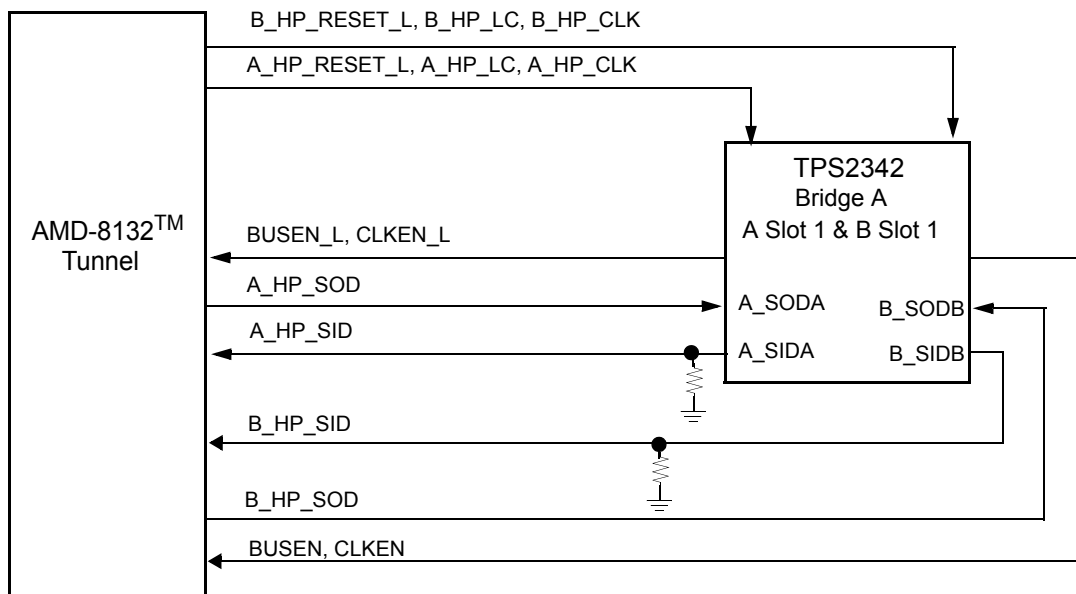 B_HP_RESET_L, B_HP_LC, B_HP_CLK
A_HP_RESET_L, A_HP_LC, A_HP_CLK
TPS2342
Bridge A
A Slot 1 & B Slot 1
AMD-8132TM
Tunnel
BUSEN_L, CLKEN_L
A_HP_SOD
A_SODA
B_SODB
A_HP_SID
A_SIDA
B_SIDB
B_HP_SID
B_HP_SOD
BUSEN, CLKEN